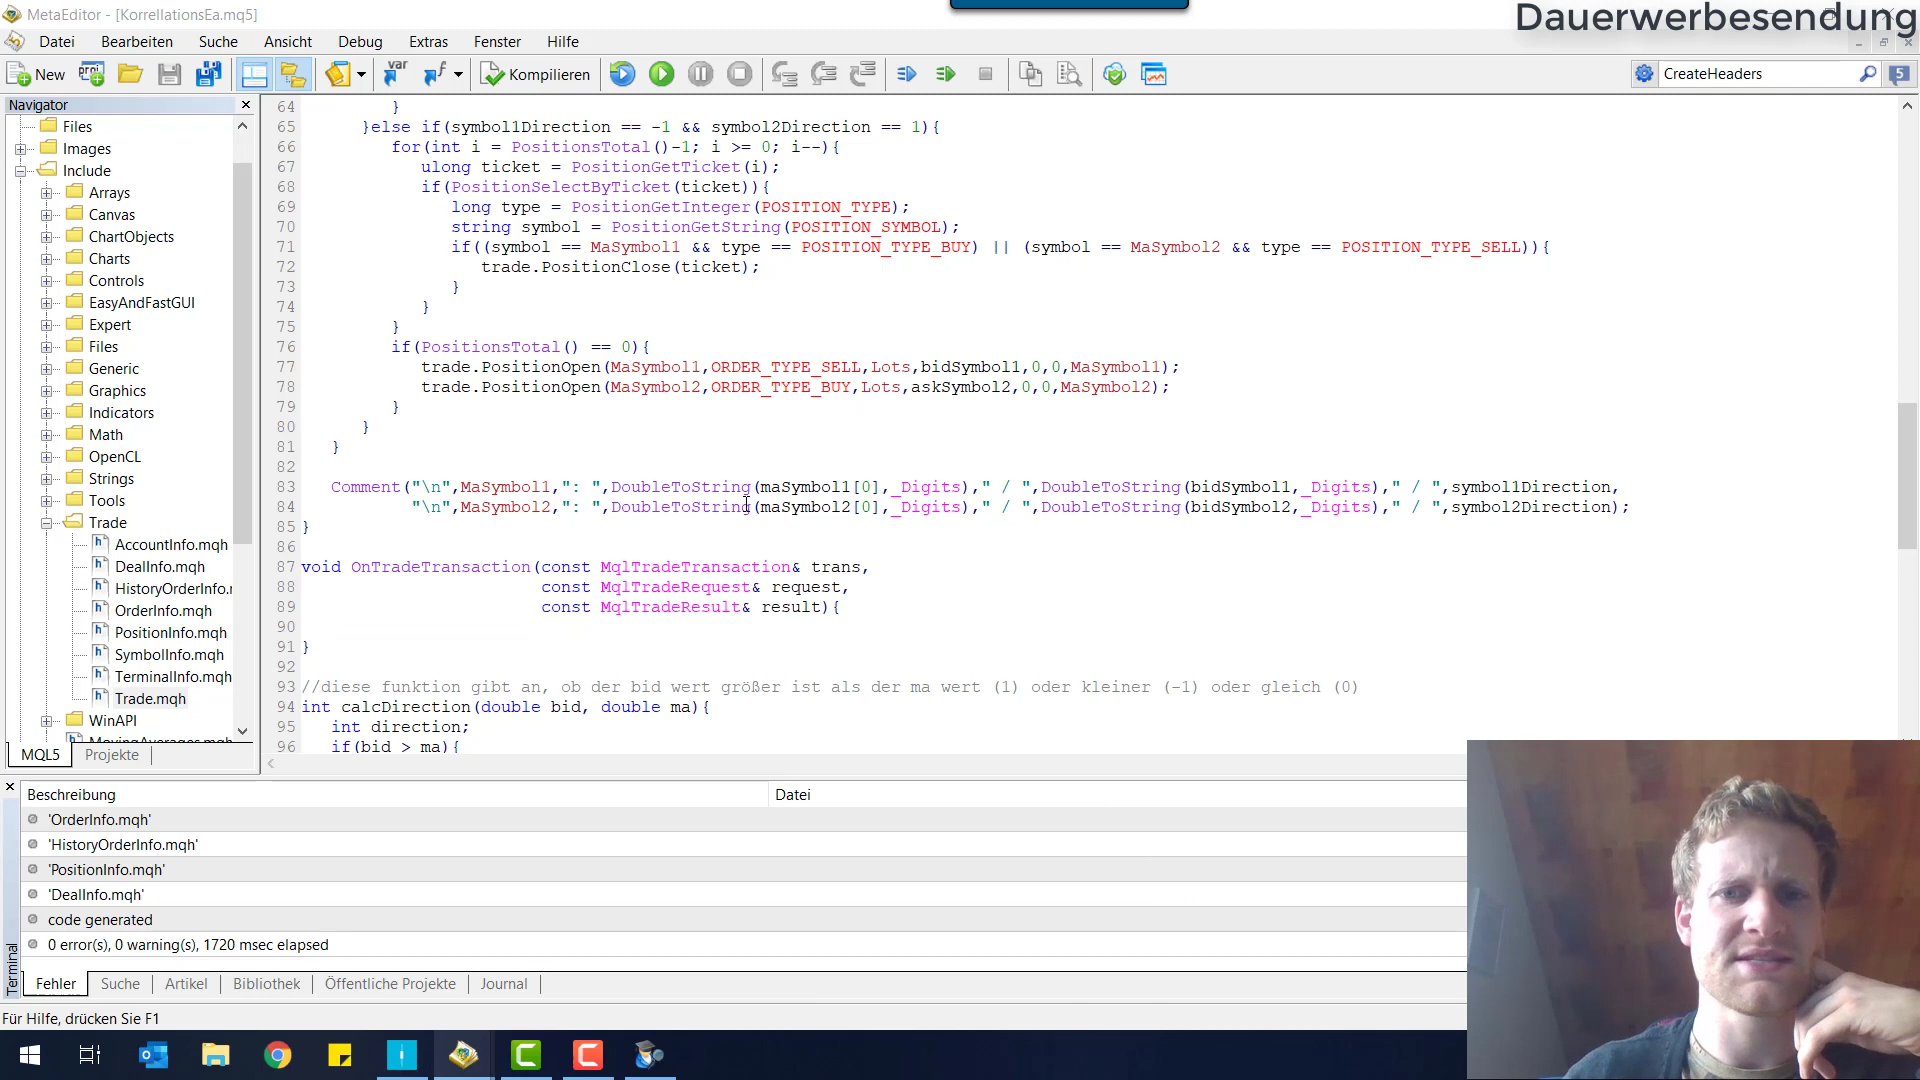 MetaEditor - [KorrellationsEa.mq5]
Dauerwerbesendung
Datei Bearbeiten Suche Ansicht Debug Extras Fenster Hilfe
New Kompilieren CreateHeaders 5
Navigator
Files
Images
Include
Arrays
Canvas
ChartObjects
Charts
Controls
EasyAndFastGUI
Expert
Files
Generic
Graphics
Indicators
Math
OpenCL
Strings
Tools
Trade
AccountInfo.mqh
DealInfo.mqh
HistoryOrderInfo.r
OrderInfo.mqh
PositionInfo.mqh
SymbolInfo.mqh
TerminalInfo.mqh
Trade.mqh
WinAPI
MovingAverages.mqh
MQL5 Projekte
64 }
65 }else if(symbol1Direction == -1 && symbol2Direction == 1){
66 for(int i = PositionsTotal()-1; i >= 0; i--){
67 ulong ticket = PositionGetTicket(i);
68 if(PositionSelectByTicket(ticket)){
69 long type = PositionGetInteger(POSITION_TYPE);
70 string symbol = PositionGetString(POSITION_SYMBOL);
71 if((symbol == MaSymbol1 && type == POSITION_TYPE_BUY) || (symbol == MaSymbol2 && type == POSITION_TYPE_SELL)){
72 trade.PositionClose(ticket);
73 }
74 }
75 }
76 if(PositionsTotal() == 0){
77 trade.PositionOpen(MaSymbol1,ORDER_TYPE_SELL,Lots,bidSymbol1,0,0,MaSymbol1);
78 trade.PositionOpen(MaSymbol2,ORDER_TYPE_BUY,Lots,askSymbol2,0,0,MaSymbol2);
79 }
80 }
81 }
82
83 Comment("\n",MaSymbol1,": ",DoubleToString(maSymbol1[0],_Digits)," / ",DoubleToString(bidSymbol1,_Digits)," / ",symbol1Direction,
84 "\n",MaSymbol2,": ",DoubleToString(maSymbol2[0],_Digits)," / ",DoubleToString(bidSymbol2,_Digits)," / ",symbol2Direction);
85 }
86
87 void OnTradeTransaction(const MqlTradeTransaction& trans,
88 const MqlTradeRequest& request,
89 const MqlTradeResult& result){
90
91 }
92
93 //diese funktion gibt an, ob der bid wert größer ist als der ma wert (1) oder kleiner (-1) oder gleich (0)
94 int calcDirection(double bid, double ma){
95 int direction;
96 if(bid > ma){
Beschreibung Datei
'OrderInfo.mqh'
'HistoryOrderInfo.mqh'
'PositionInfo.mqh'
'DealInfo.mqh'
code generated
0 error(s), 0 warning(s), 1720 msec elapsed
Terminal
Fehler Suche Artikel Bibliothek Öffentliche Projekte Journal
Für Hilfe, drücken Sie F1